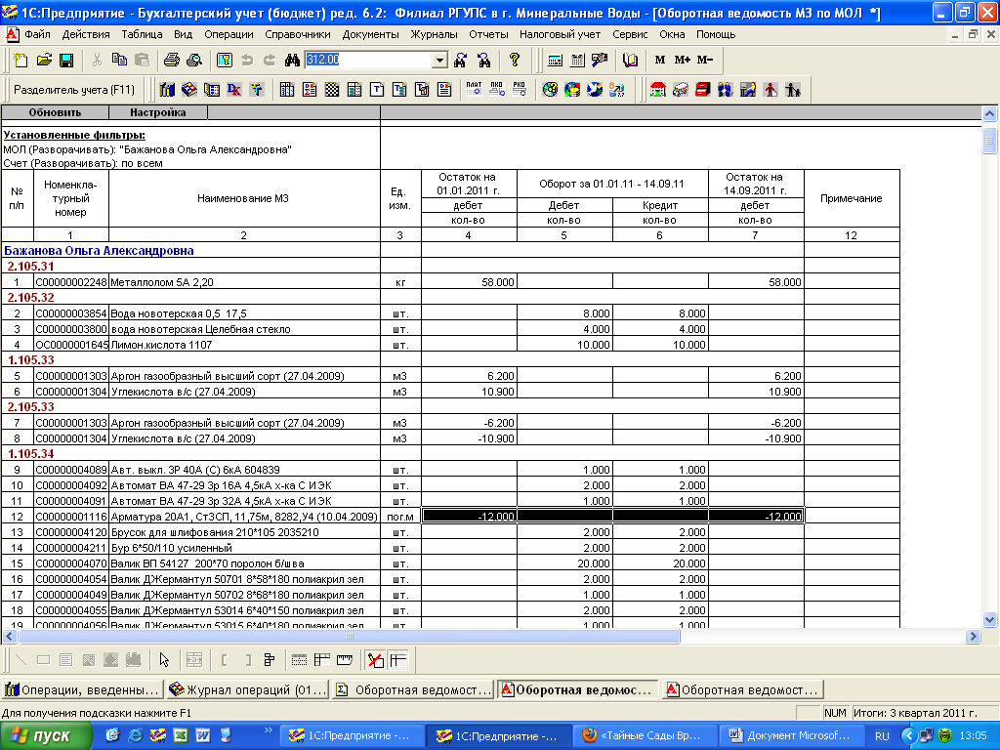 1С:Предприятие - Бухгалтерский учет (бюджет) ред. 6.2: Филиал РГУПС в г. Минеральные Воды - [Оборотная ведомость МЗ по МОЛ *]
Файл Действия Таблица Вид Операции Справочники Документы Журналы Отчеты Налоговый учет Сервис Окна Помощь
312.00 M M+ M-
Разделитель учета (F11) ПЛАТ ПКО РКО
Обновить Настройка
Установленные фильтры:
МОЛ (Разворачивать): "Бажанова Ольга Александровна"
Счет (Разворачивать): по всем
№ п/п Номенкла-турный номер Наименование МЗ Ед. изм. Остаток на 01.01.2011 г. Оборот за 01.01.11 - 14.09.11 Остаток на 14.09.2011 г. Примечание
дебет Дебет Кредит дебет
кол-во кол-во кол-во кол-во
1 2 3 4 5 6 7 12
Бажанова Ольга Александровна
2.105.31
1 С00000002248 Металлолом 5А 2,20 кг 58.000 58.000
2.105.32
2 С00000003854 Вода новотерская 0,5 17,5 шт. 8.000 8.000
3 С00000003800 вода новотерская Целебная стекло шт. 4.000 4.000
4 ОС0000001645 Лимон.кислота 1107 шт. 10.000 10.000
1.105.33
5 С00000001303 Аргон газообразный высший сорт (27.04.2009) м3 6.200 6.200
6 С00000001304 Углекислота в/с (27.04.2009) м3 10.900 10.900
2.105.33
7 С00000001303 Аргон газообразный высший сорт (27.04.2009) м3 -6.200 -6.200
8 С00000001304 Углекислота в/с (27.04.2009) м3 -10.900 -10.900
1.105.34
9 С00000004089 Авт. выкл. 3Р 40А (С) 6кА 604839 шт. 1.000 1.000
10 С00000004092 Автомат ВА 47-29 3р 16А 4,5кА х-ка С ИЭК шт. 2.000 2.000
11 С00000004091 Автомат ВА 47-29 3р 32А 4,5кА х-ка С ИЭК шт. 1.000 1.000
12 С00000001116 Арматура 20А1, Ст3СП, 11,75м, 8282,У4 (10.04.2009) пог.м -12.000 -12.000
13 С00000004120 Брусок для шлифования 210*105 2035210 шт. 2.000 2.000
14 С00000004211 Бур 6*50/110 усиленный шт. 2.000 2.000
15 С00000004070 Валик ВП 54127 200*70 поролон б/шва шт. 20.000 20.000
16 С00000004054 Валик ДЖермантул 50701 8*58*180 полиакрил зел шт. 2.000 2.000
17 С00000004049 Валик ДЖермантул 50702 8*68*180 полиакрил зел шт. 1.000 1.000
18 С00000004055 Валик ДЖермантул 53014 6*40*150 полиакрил зел шт. 2.000 2.000
19 С00000004056 Валик ДЖермантул 53015 6*40*180 полиакрил зел шт. 1.000 1.000
Операции, введенны... Журнал операций (01... Оборотная ведомост... Оборотная ведомос... Оборотная ведомост...
Для получения подсказки нажмите F1 NUM Итоги: 3 квартал 2011 г.
пуск 1С:Предприятие -... 1С:Предприятие -... «Тайные Сады Вр... Документ Microsof... RU 13:05